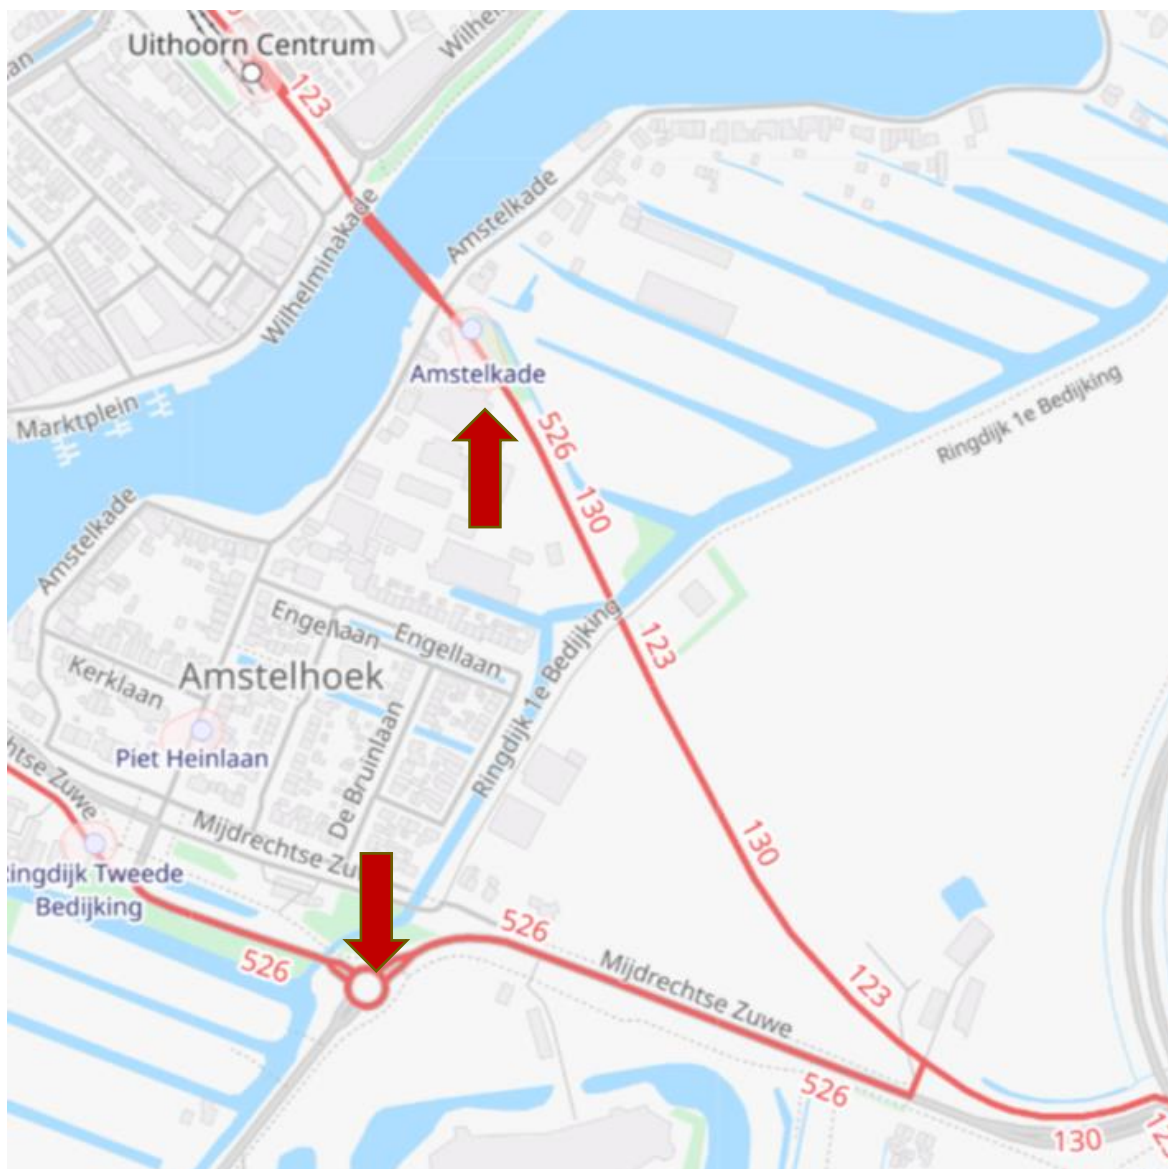 Uithoorn Centrum
123
Wilhelminakade
Amstelkade
Amstelkade
Marktplein
526
130
Ringdijk 1e Bedijking
Amstelkade
Engellaan
Engellaan
123
Amstelhoek
Kerklaan
Ringdijk 1e Bedijking
Piet Heinlaan
De Bruinlaan
htse Zuwe
Mijdrechtse Zu
130
ingdijk Tweede
Bedijking
526
526
Mijdrechtse Zuwe
123
526
130